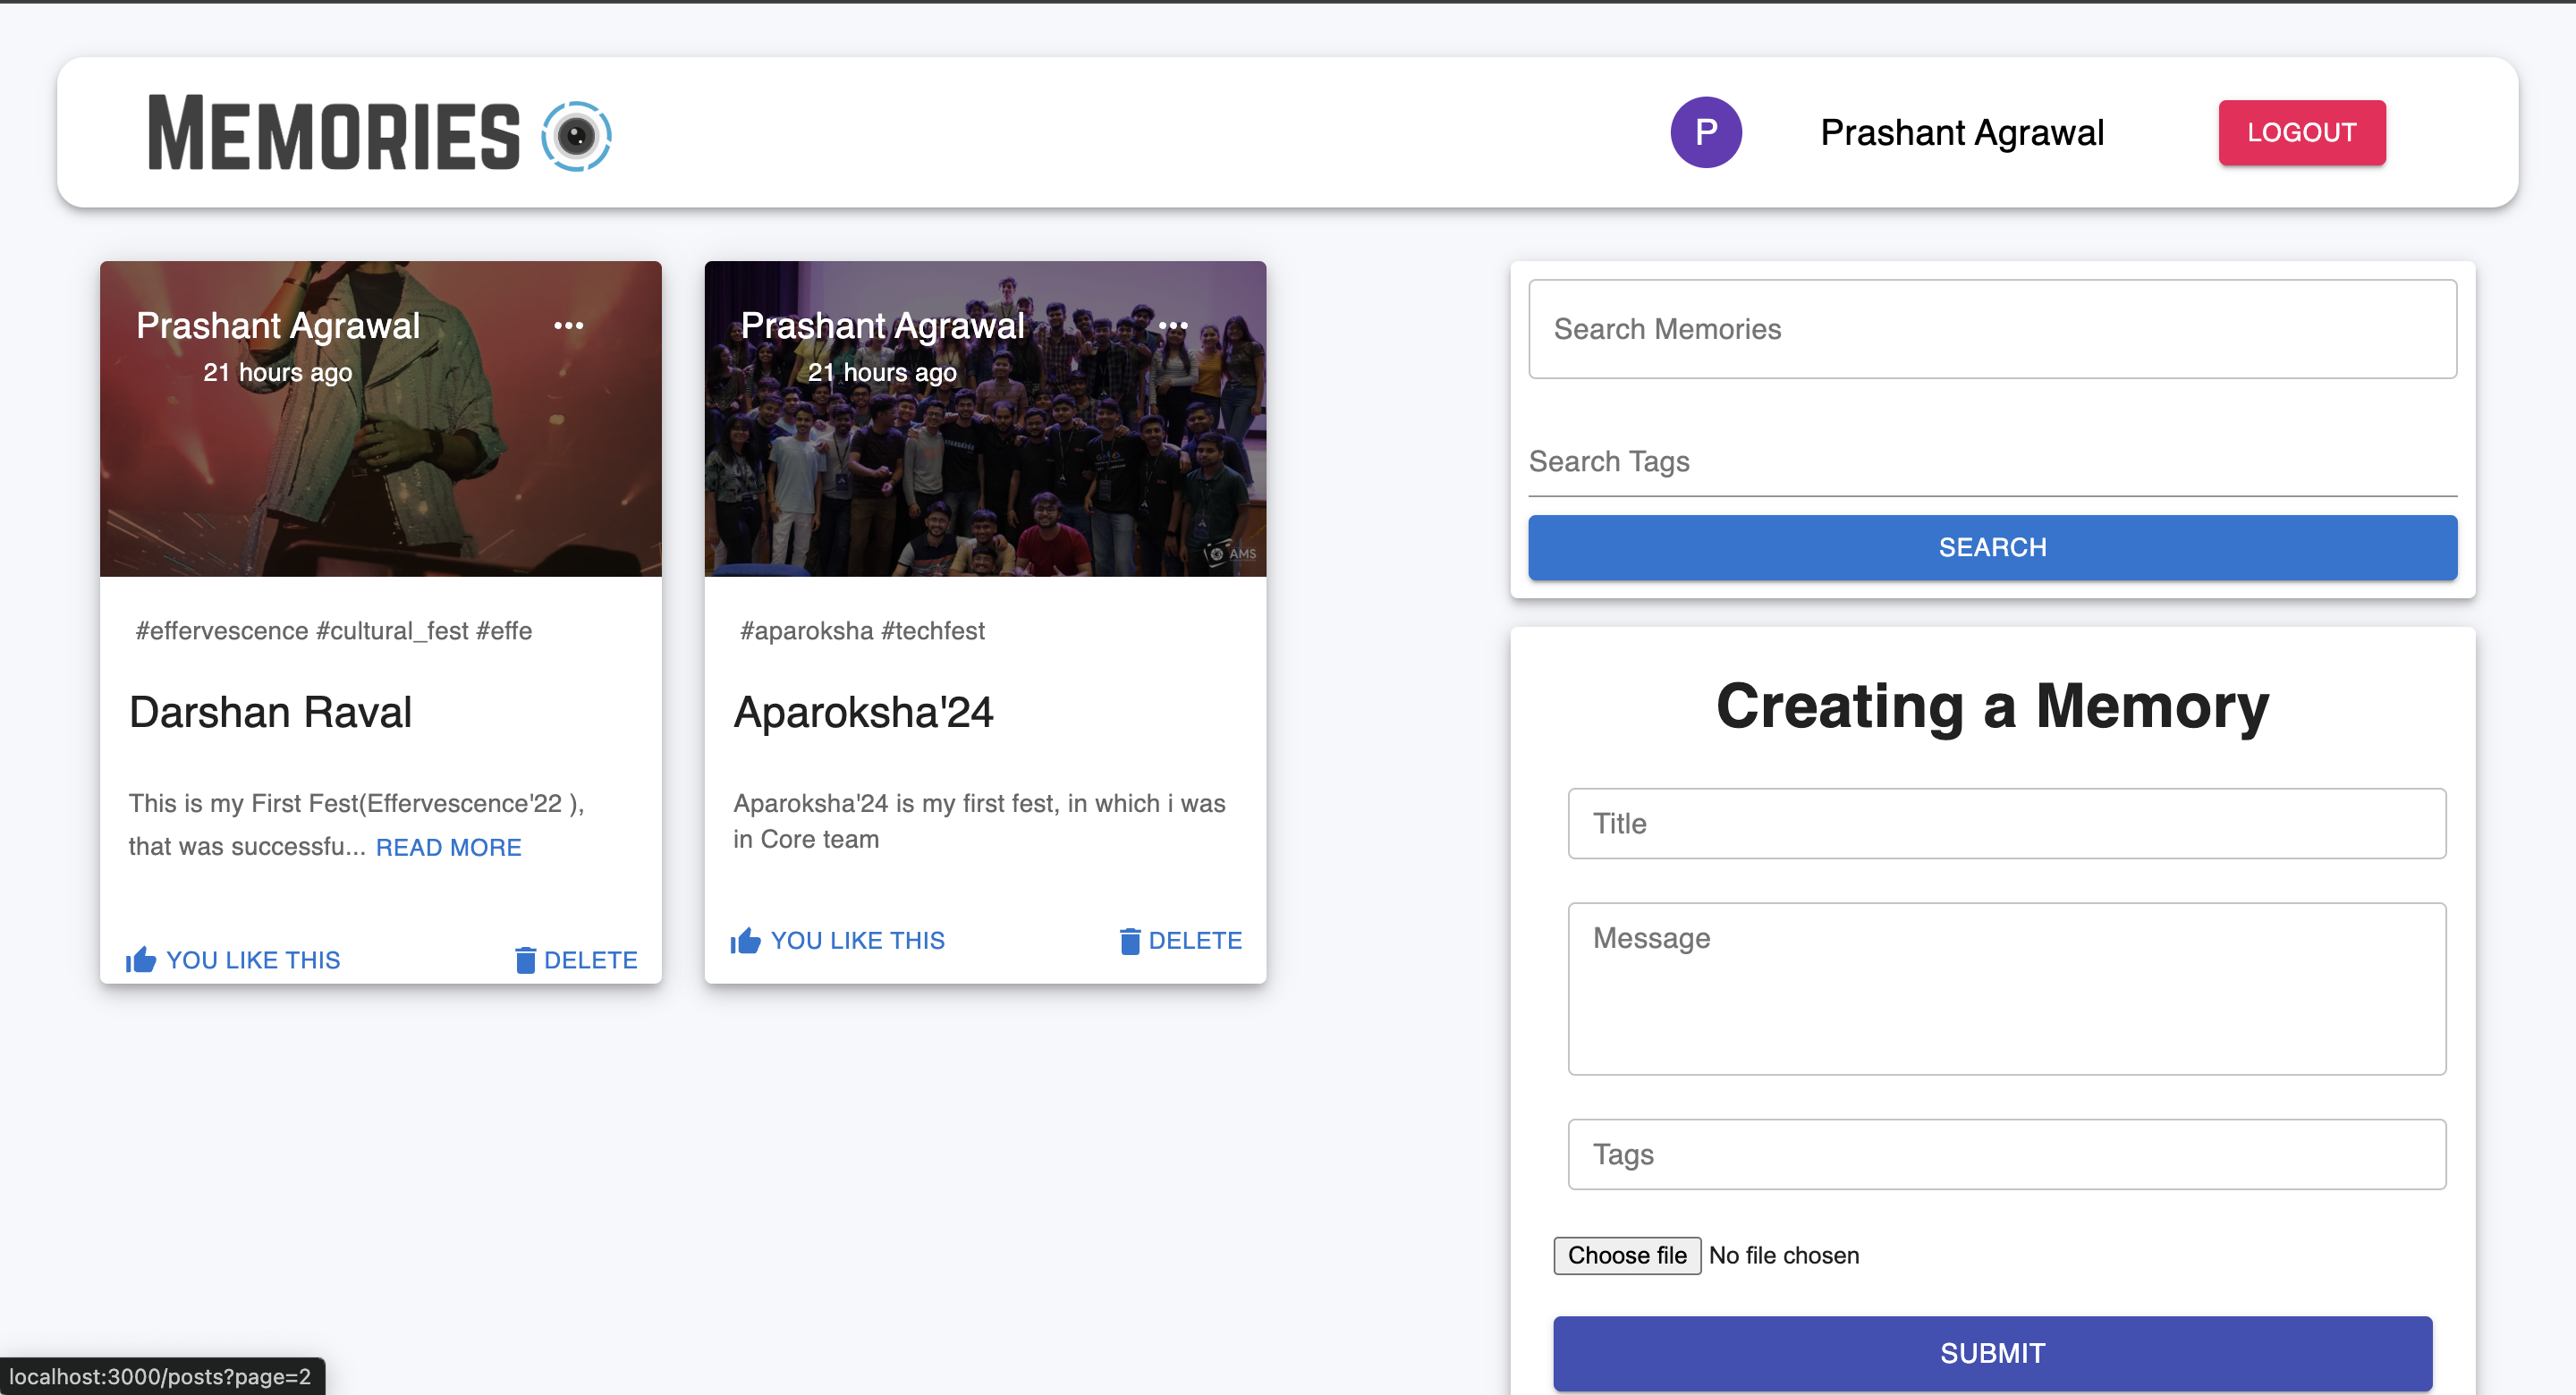 MEMORIES
P
Prashant Agrawal
LOGOUT
Prashant Agrawal
21 hours ago
#effervescence #cultural_fest #effe
Darshan Raval
This is my First Fest(Effervescence'22 ),
that was successfu... READ MORE
YOU LIKE THIS
DELETE
Prashant Agrawal
21 hours ago
AMS
#aparoksha #techfest
Aparoksha'24
Aparoksha'24 is my first fest, in which i was
in Core team
YOU LIKE THIS
DELETE
Search Memories
Search Tags
SEARCH
Creating a Memory
Title
Message
Tags
Choose file No file chosen
SUBMIT
localhost:3000/posts?page=2